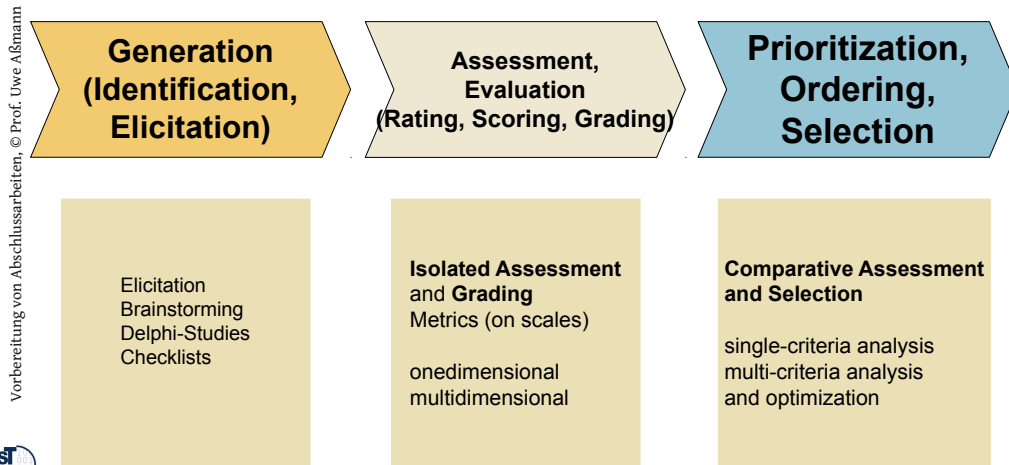 Vorbereitung von Abschlussarbeiten, © Prof. Uwe Aßmann
Generation
(Identification,
Elicitation)
Assessment,
Evaluation
(Rating, Scoring, Grading)
Prioritization,
Ordering,
Selection
Elicitation
Brainstorming
Delphi-Studies
Checklists
Isolated Assessment
and Grading
Metrics (on scales)
onedimensional
multidimensional
Comparative Assessment
and Selection
single-criteria analysis
multi-criteria analysis
and optimization